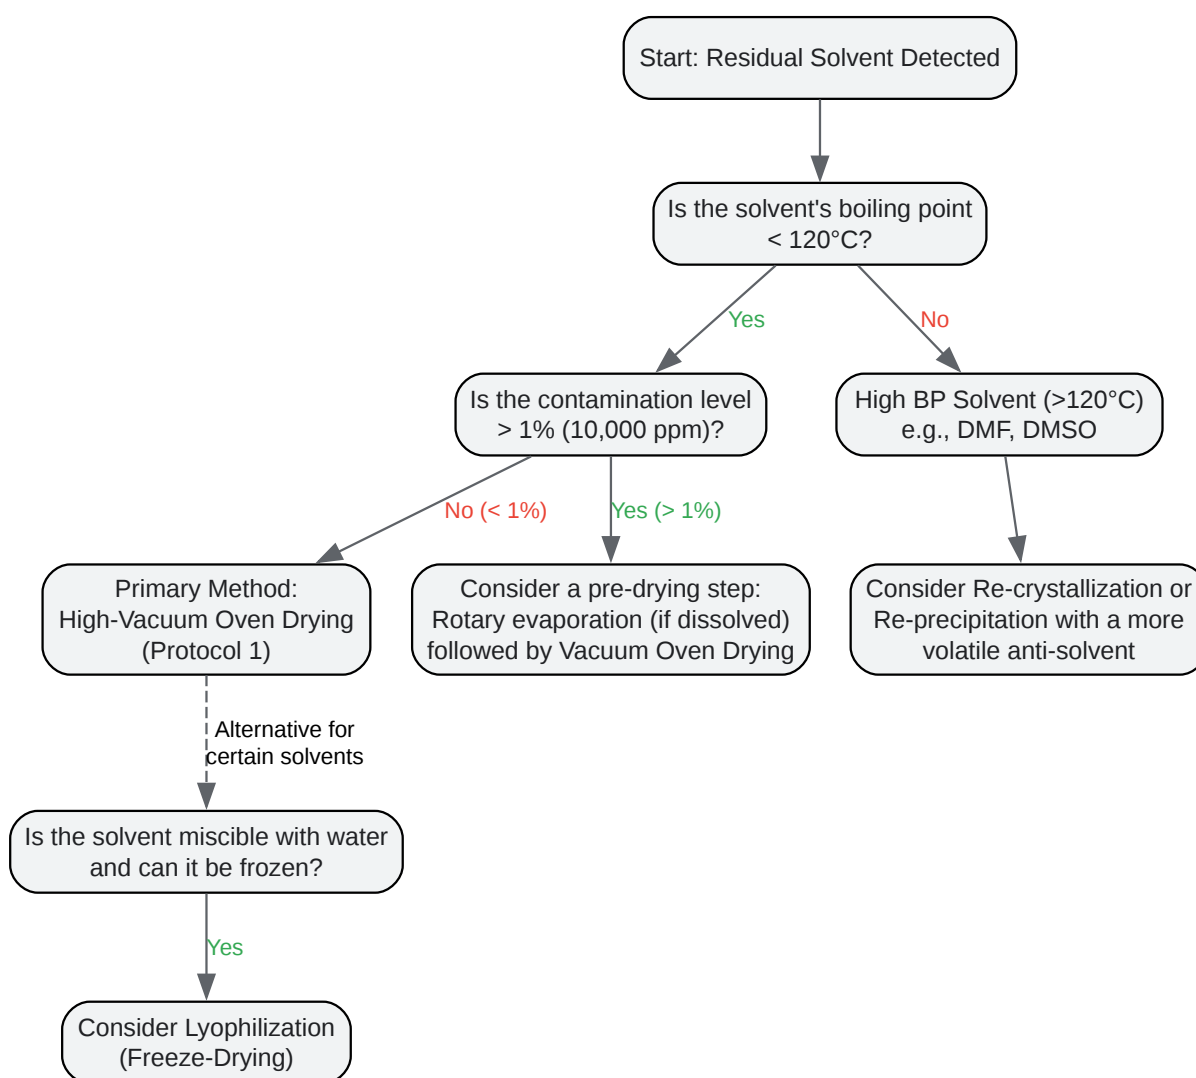 Start: Residual Solvent Detected
Is the solvent's boiling point
< 120°C?
Yes
No
Is the contamination level
> 1% (10,000 ppm)?
High BP Solvent (>120°C)
e.g., DMF, DMSO
No (< 1%)
Yes (> 1%)
Primary Method:
High-Vacuum Oven Drying
(Protocol 1)
Consider a pre-drying step:
Rotary evaporation (if dissolved)
followed by Vacuum Oven Drying
Consider Re-crystallization or
Re-precipitation with a more
volatile anti-solvent
Alternative for
certain solvents
Is the solvent miscible with water
and can it be frozen?
Yes
Consider Lyophilization
(Freeze-Drying)